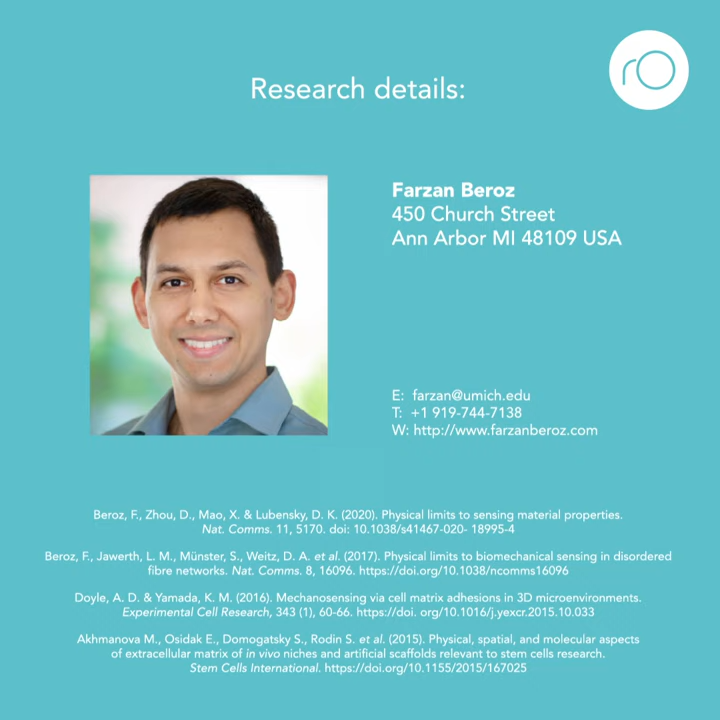 rO
Research details:
Farzan Beroz
450 Church Street
Ann Arbor MI 48109 USA
E: farzan@umich.edu
T: +1 919-744-7138
W: http://www.farzanberoz.com
Beroz, F., Zhou, D., Mao, X. & Lubensky, D. K. (2020). Physical limits to sensing material properties.
Nat. Comms. 11, 5170. doi: 10.1038/s41467-020- 18995-4
Beroz, F., Jawerth, L. M., Münster, S., Weitz, D. A. et al. (2017). Physical limits to biomechanical sensing in disordered
fibre networks. Nat. Comms. 8, 16096. https://doi.org/10.1038/ncomms16096
Doyle, A. D. & Yamada, K. M. (2016). Mechanosensing via cell matrix adhesions in 3D microenvironments.
Experimental Cell Research, 343 (1), 60-66. https://doi. org/10.1016/j.yexcr.2015.10.033
Akhmanova M., Osidak E., Domogatsky S., Rodin S. et al. (2015). Physical, spatial, and molecular aspects
of extracellular matrix of in vivo niches and artificial scaffolds relevant to stem cells research.
Stem Cells International. https://doi.org/10.1155/2015/167025